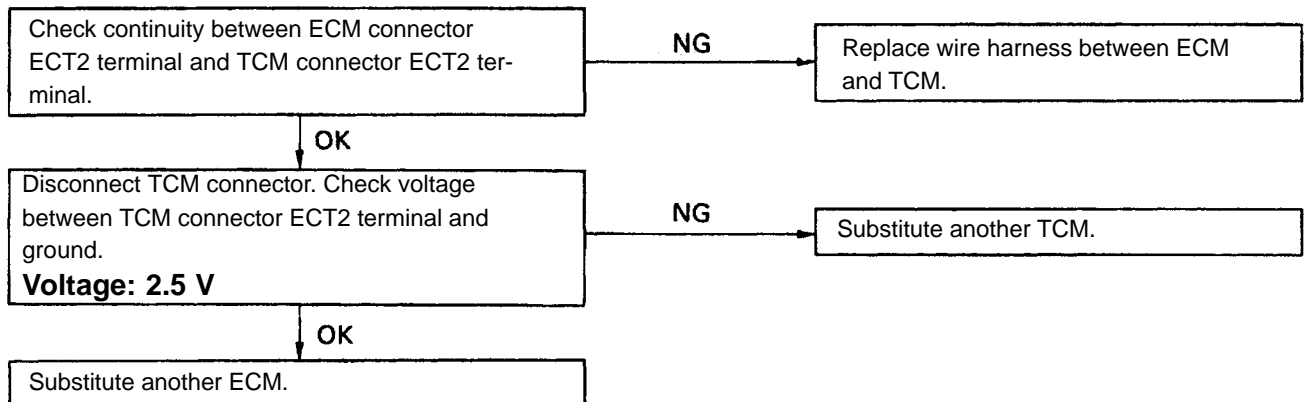 Check continuity between ECM connector
ECT2 terminal and TCM connector ECT2 ter-
minal.
NG
Replace wire harness between ECM
and TCM.
OK
Disconnect TCM connector. Check voltage
between TCM connector ECT2 terminal and
ground.
Voltage: 2.5 V
NG
Substitute another TCM.
OK
Substitute another ECM.